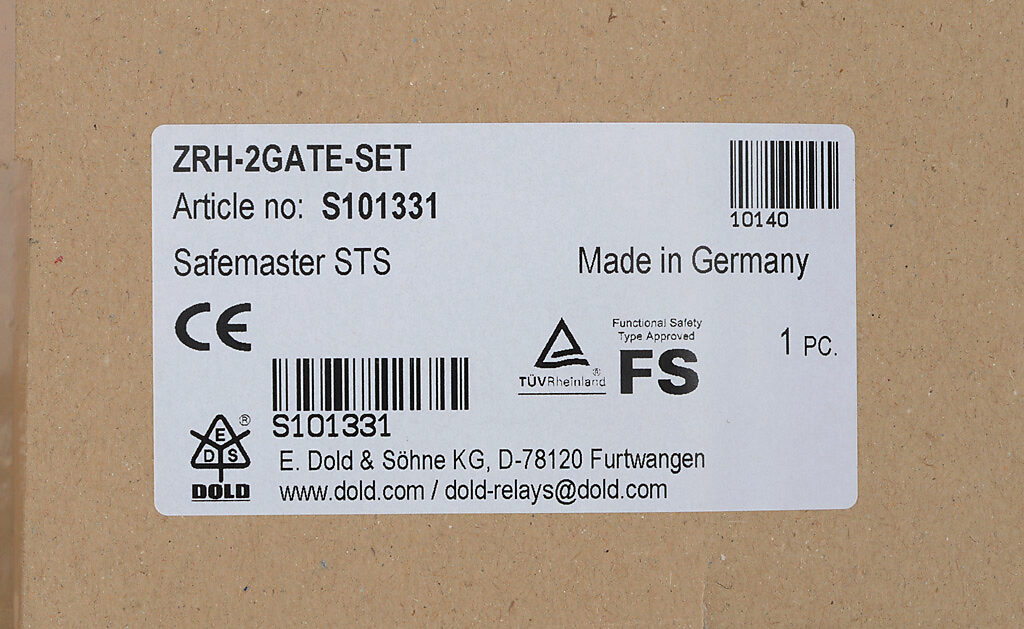 ZRH-2GATE-SET
10140
Article no: S101331
Safemaster STS
Made in Germany
CE
Functional Safety
Type Approved
FS
TÜVRheinland®
1 PC.
S101331
E
D S
®
DOLD
E. Dold & Söhne KG, D-78120 Furtwangen
www.dold.com / dold-relays@dold.com